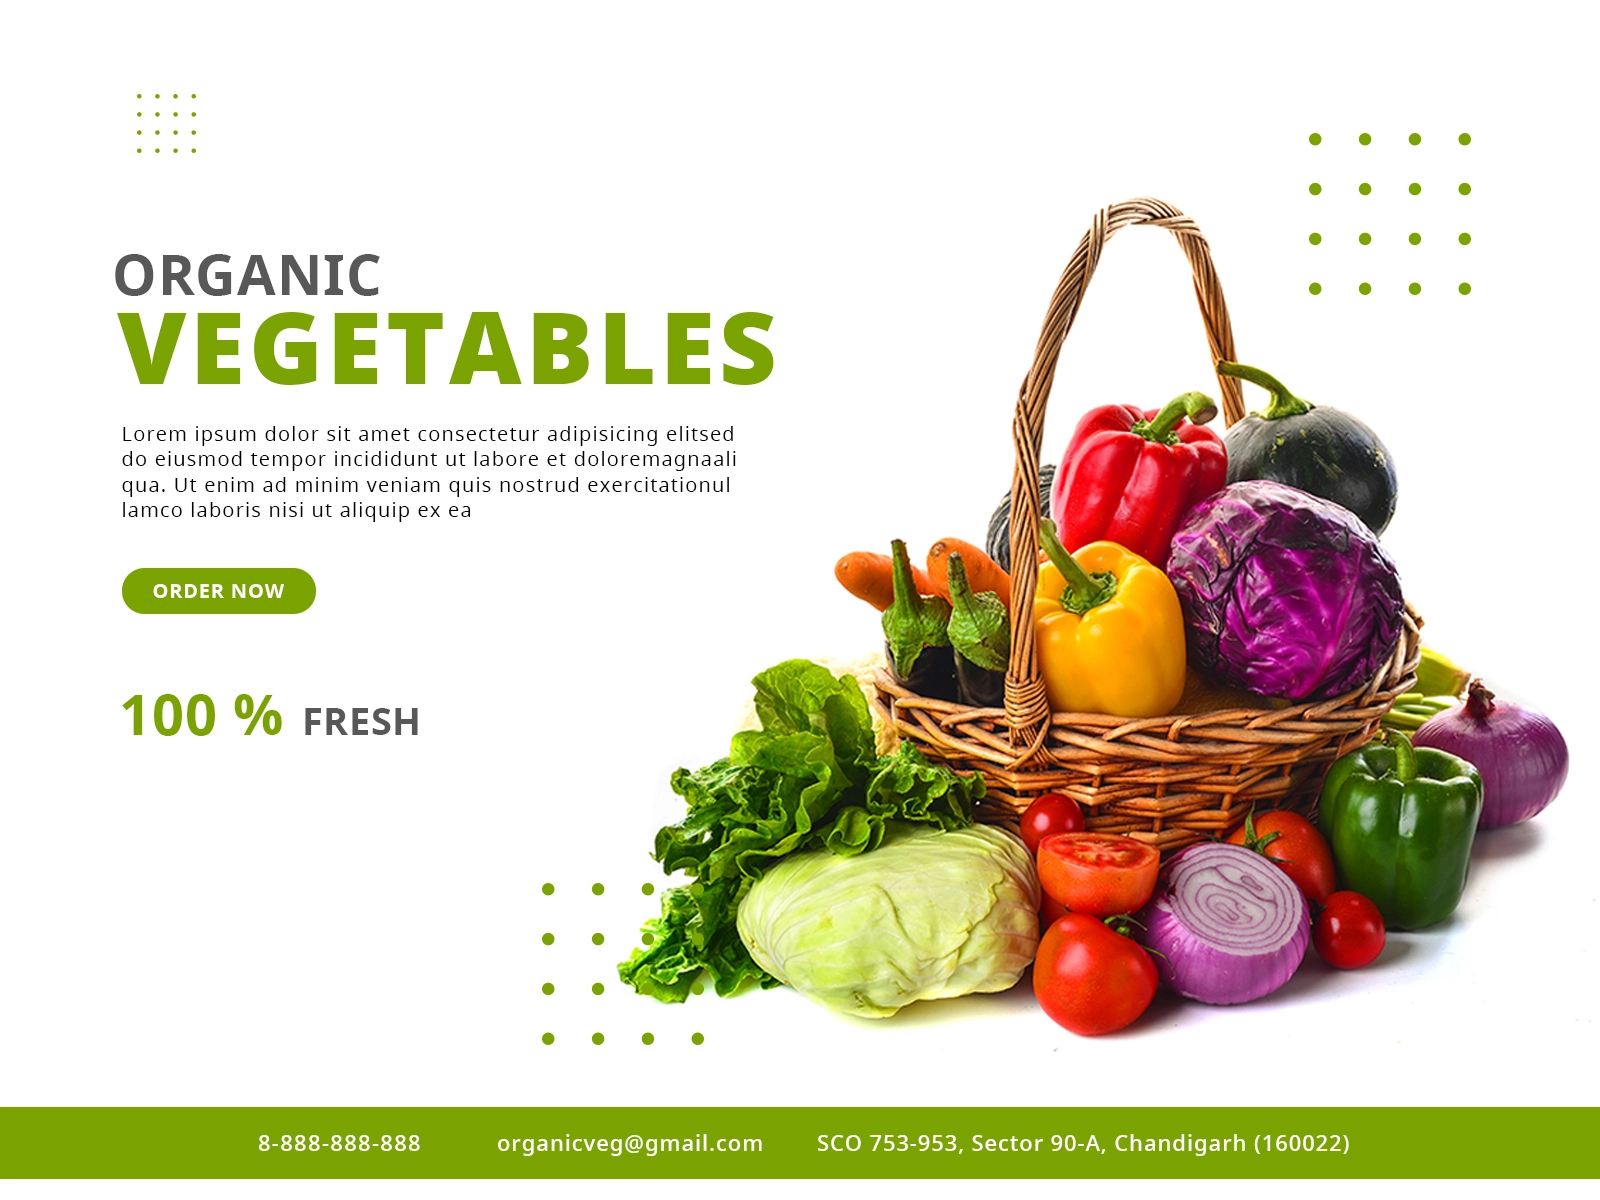 ORGANIC
VEGETABLES
Lorem ipsum dolor sit amet consectetur adipisicing elitsed
do eiusmod tempor incididunt ut labore et doloremagnaali
qua. Ut enim ad minim veniam quis nostrud exercitationul
lamco laboris nisi ut aliquip ex ea
ORDER NOW
100 % FRESH
8-888-888-888 organicveg@gmail.com SCO 753-953, Sector 90-A, Chandigarh (160022)